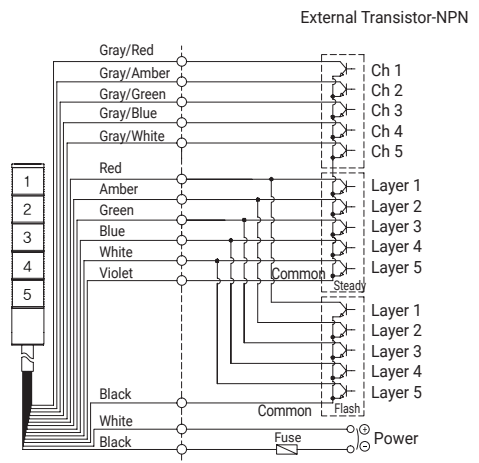 External Transistor-NPN
Gray/Red
Gray/Amber
Gray/Green
Gray/Blue
Gray/White
Ch 1
Ch 2
Ch 3
Ch 4
Ch 5
1
2
3
4
5
Red
Amber
Green
Blue
White
Violet
Common
Steady
Layer 1
Layer 2
Layer 3
Layer 4
Layer 5
Layer 1
Layer 2
Layer 3
Layer 4
Layer 5
Black
Common
Flash
White
Black
Fuse
+
-
Power